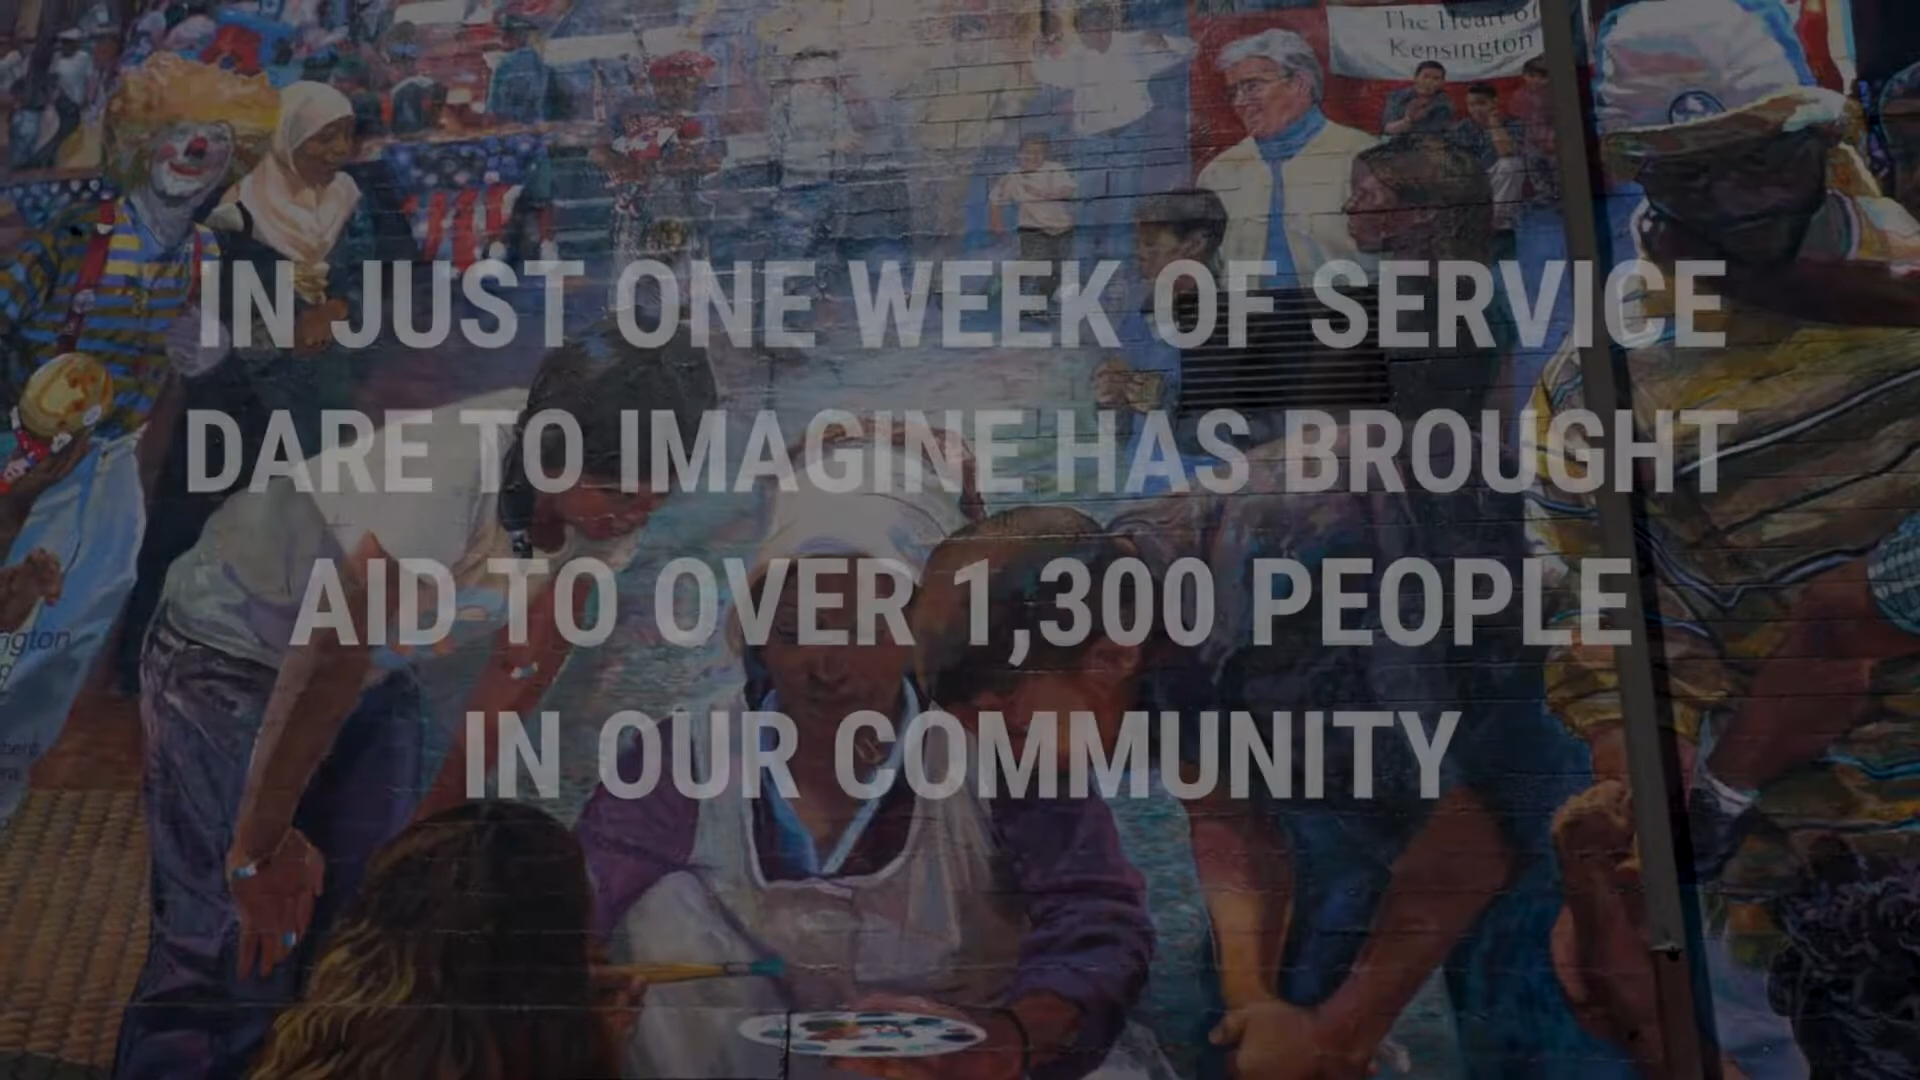 The Heart of
Kensington
IN JUST ONE WEEK OF SERVICE
DARE TO IMAGINE HAS BROUGHT
AID TO OVER 1,300 PEOPLE
IN OUR COMMUNITY